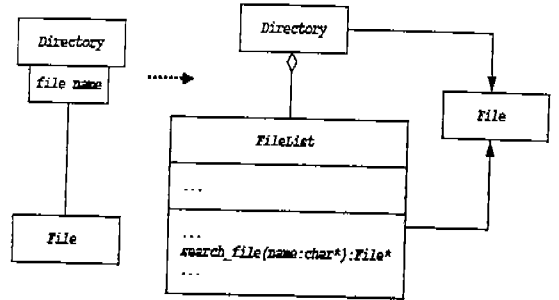 Directory
file name
File
Directory
File
FileList
...
...
search_file(name:char*):File*
...